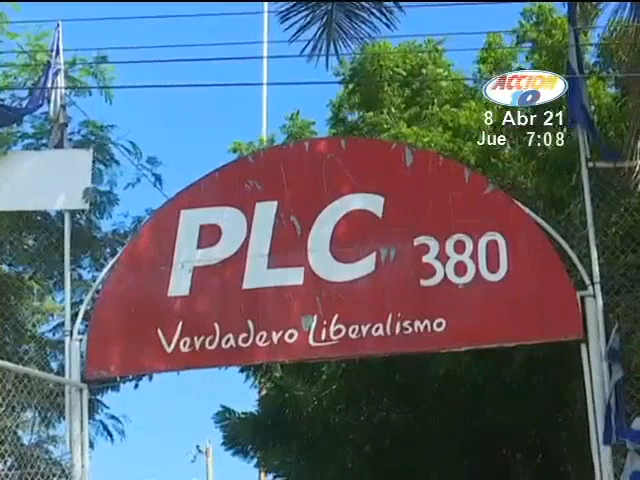 ACCION
10
8 Abr 21
Jue 7:08
PLC 380
Verdadero Liberalismo